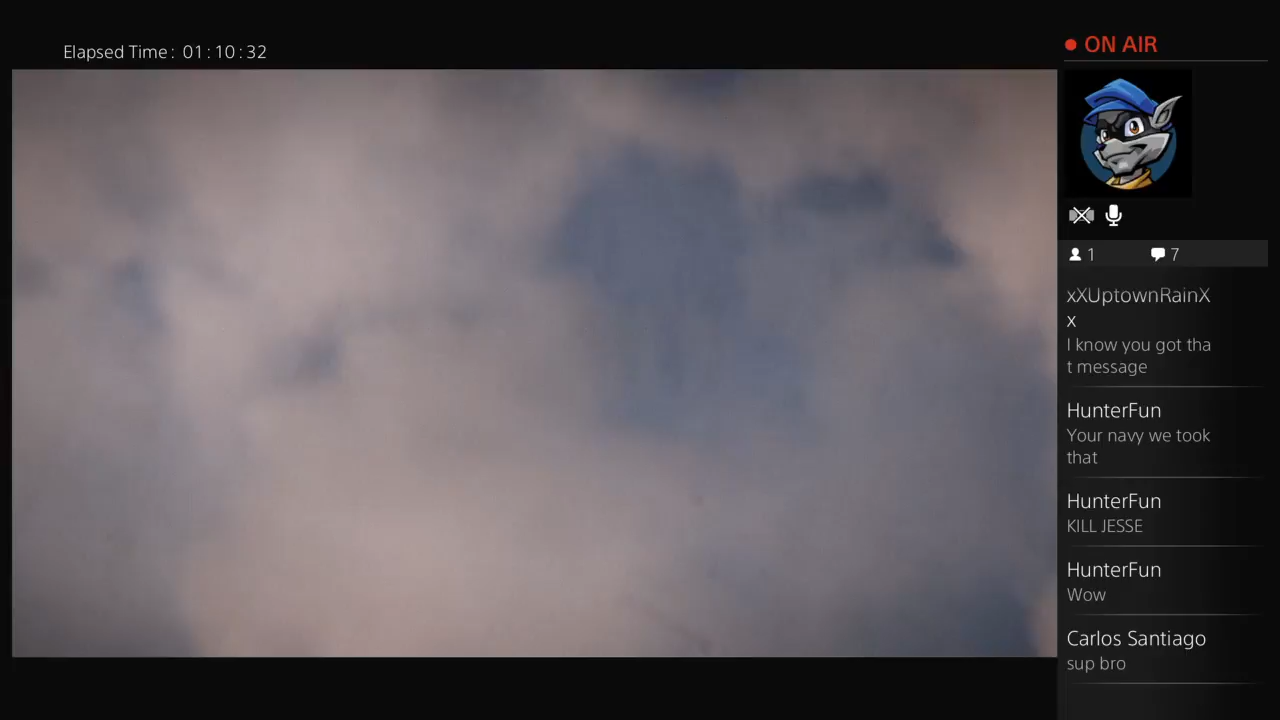 Elapsed Time: 01:10:32
ON AIR
1 7
xXUptownRainX
x
I know you got tha
t message
HunterFun
Your navy we took
that
HunterFun
KILL JESSE
HunterFun
Wow
Carlos Santiago
sup bro